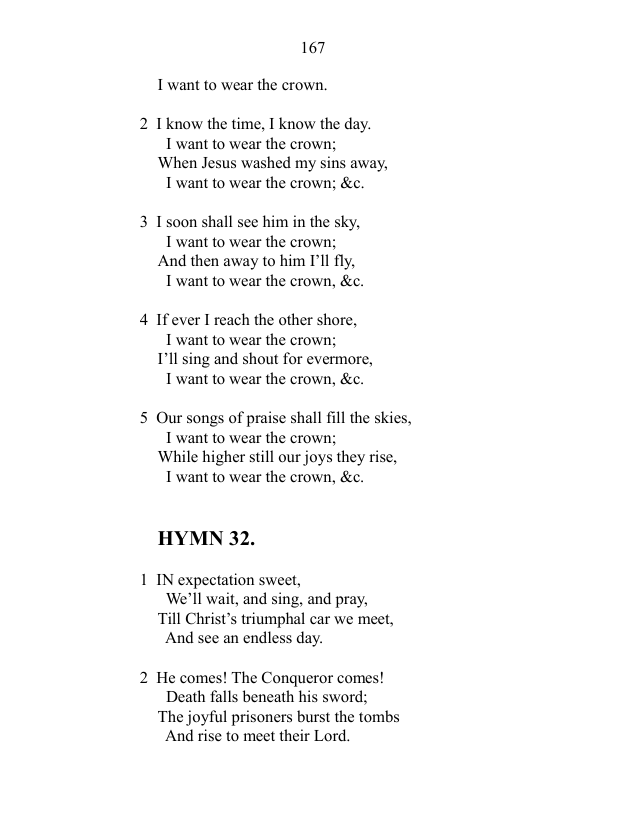 167
I want to wear the crown.
2 I know the time, I know the day.
I want to wear the crown;
When Jesus washed my sins away,
I want to wear the crown; &c.
3 I soon shall see him in the sky,
I want to wear the crown;
And then away to him I’ll fly,
I want to wear the crown, &c.
4 If ever I reach the other shore,
I want to wear the crown;
I’ll sing and shout for evermore,
I want to wear the crown, &c.
5 Our songs of praise shall fill the skies,
I want to wear the crown;
While higher still our joys they rise,
I want to wear the crown, &c.
HYMN 32.
1 IN expectation sweet,
We’ll wait, and sing, and pray,
Till Christ’s triumphal car we meet,
And see an endless day.
2 He comes! The Conqueror comes!
Death falls beneath his sword;
The joyful prisoners burst the tombs
And rise to meet their Lord.